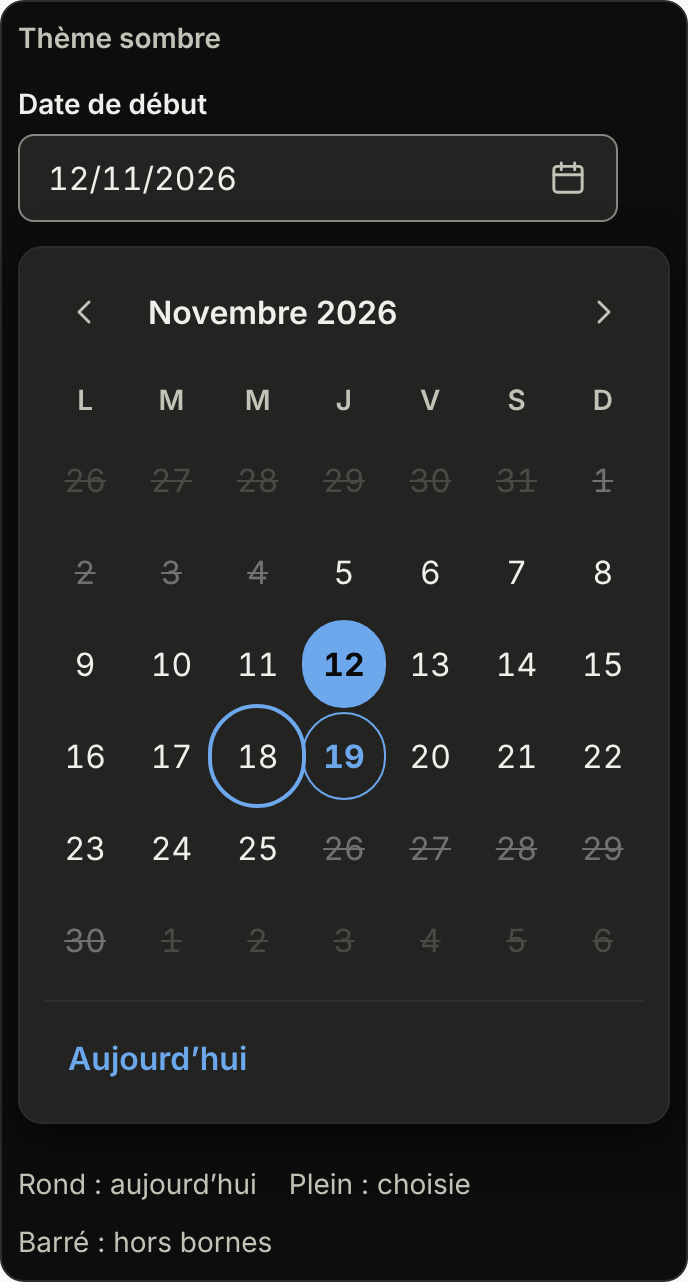 Thème sombre
Date de début
12/11/2026
Novembre 2026
L M M J V S D
26 27 28 29 30 31 1
2 3 4 5 6 7 8
9 10 11 12 13 14 15
16 17 18 19 20 21 22
23 24 25 26 27 28 29
30 1 2 3 4 5 6
Aujourd’hui
Rond : aujourd’hui Plein : choisie
Barré : hors bornes